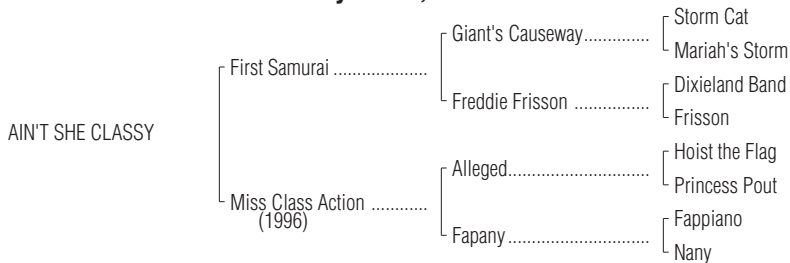 Storm Cat
Giant's Causeway..............
Mariah's Storm
First Samurai ....................
Dixieland Band
Freddie Frisson ................
Frisson
AIN'T SHE CLASSY
Hoist the Flag
Alleged..............................
Princess Pout
Miss Class Action ............
(1996)
Fappiano
Fapany..............................
Nany